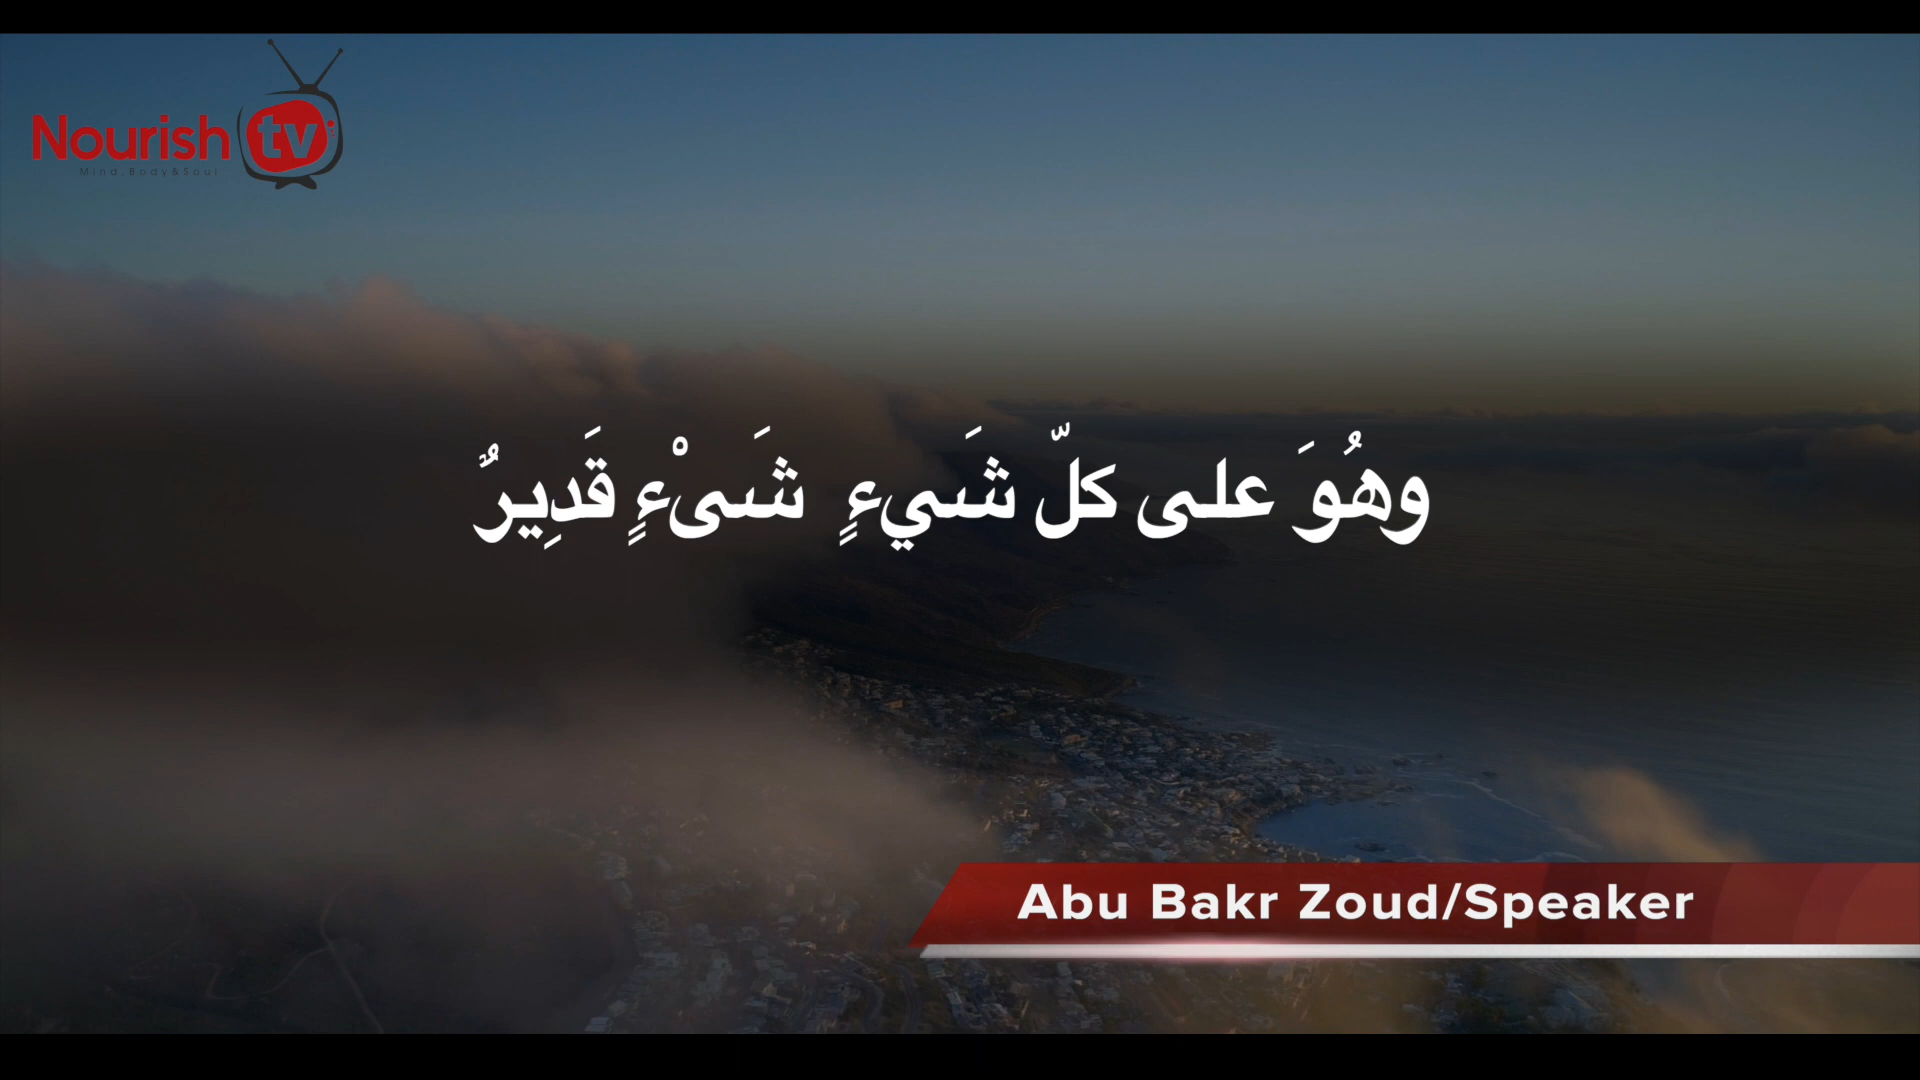 Nourish tv
Mind,Body&Soul
وهُوَ على كلّ شَيءٍ شَىْءٍ قَدِيرٌ
Abu Bakr Zoud/Speaker